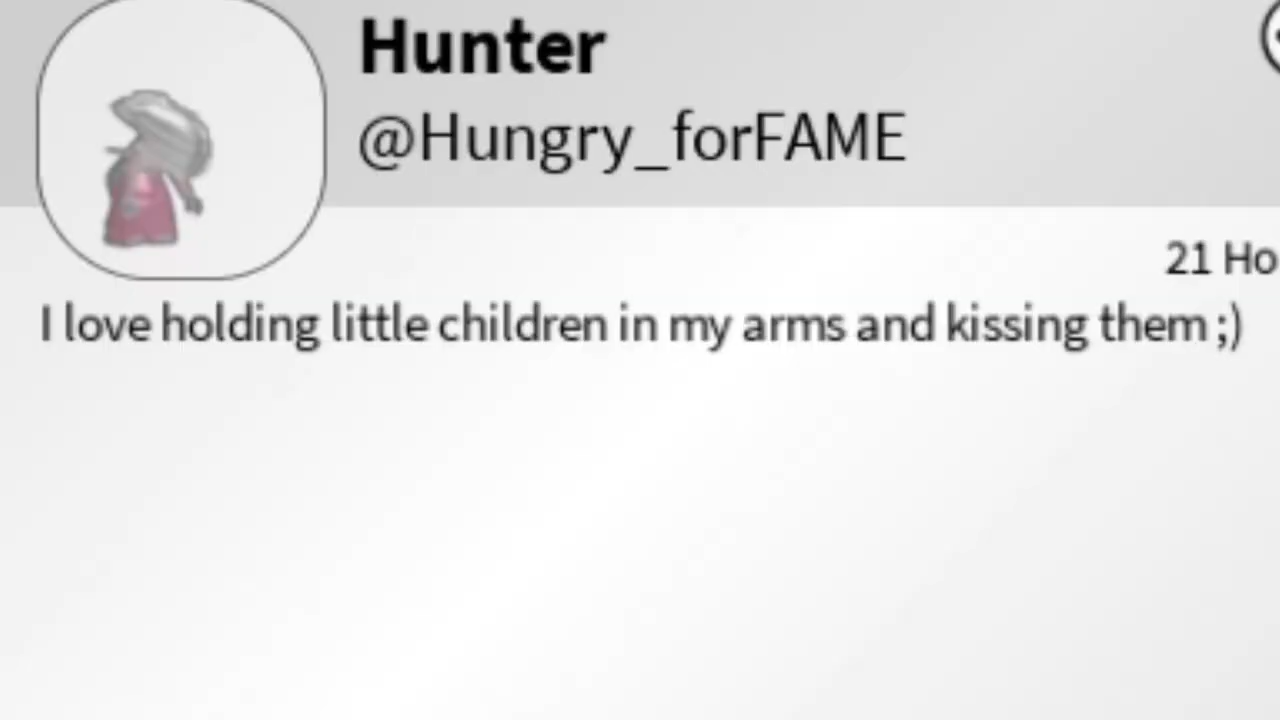 Hunter
@Hungry_forFAME
21 Ho
I love holding little children in my arms and kissing them ;)